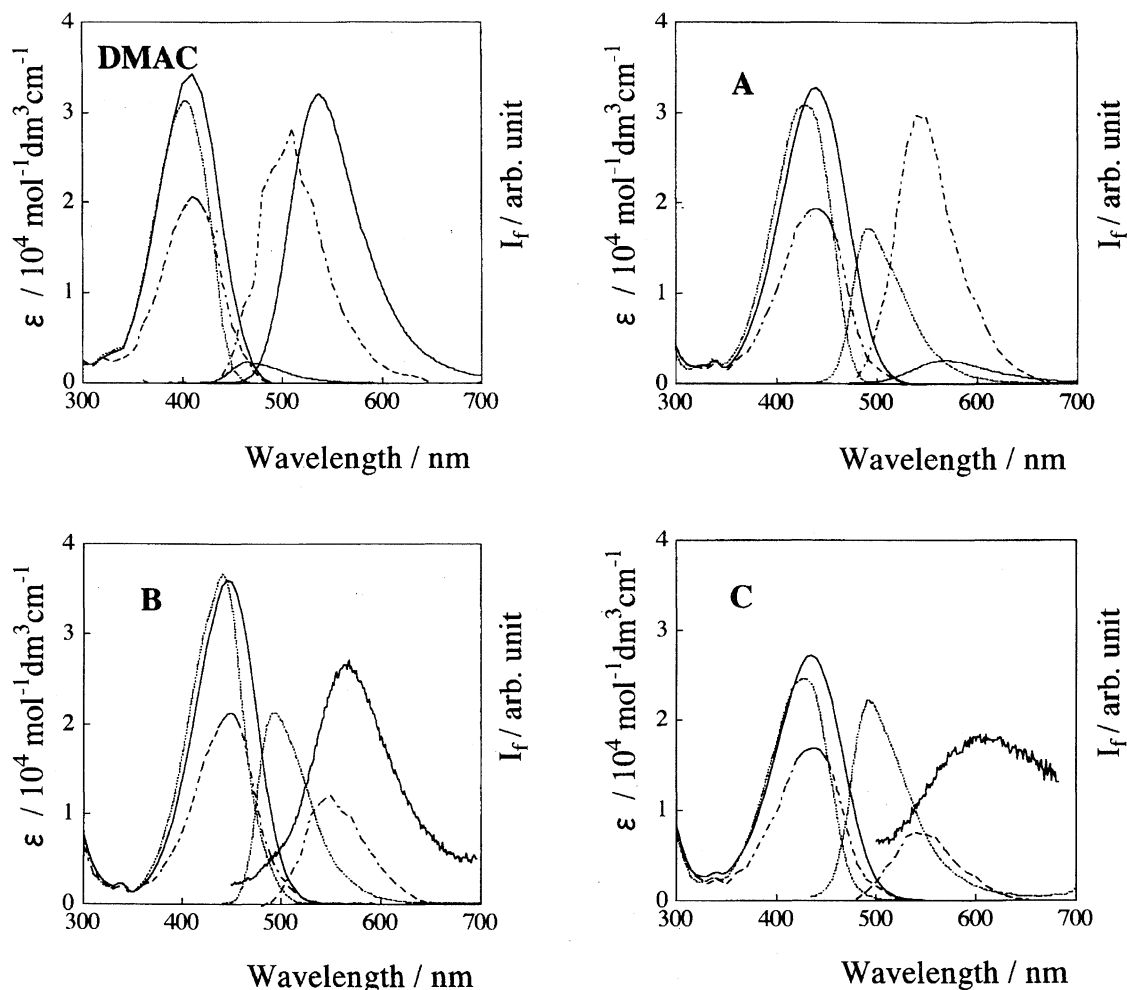 4
3
2
1
0
ε / 10⁴ mol⁻¹dm³cm⁻¹
DMAC
I_f / arb. unit
300 400 500 600 700
Wavelength / nm
4
3
2
1
0
ε / 10⁴ mol⁻¹dm³cm⁻¹
A
I_f / arb. unit
300 400 500 600 700
Wavelength / nm
4
3
2
1
0
ε / 10⁴ mol⁻¹dm³cm⁻¹
B
I_f / arb. unit
300 400 500 600 700
Wavelength / nm
4
3
2
1
0
ε / 10⁴ mol⁻¹dm³cm⁻¹
C
I_f / arb. unit
300 400 500 600 700
Wavelength / nm